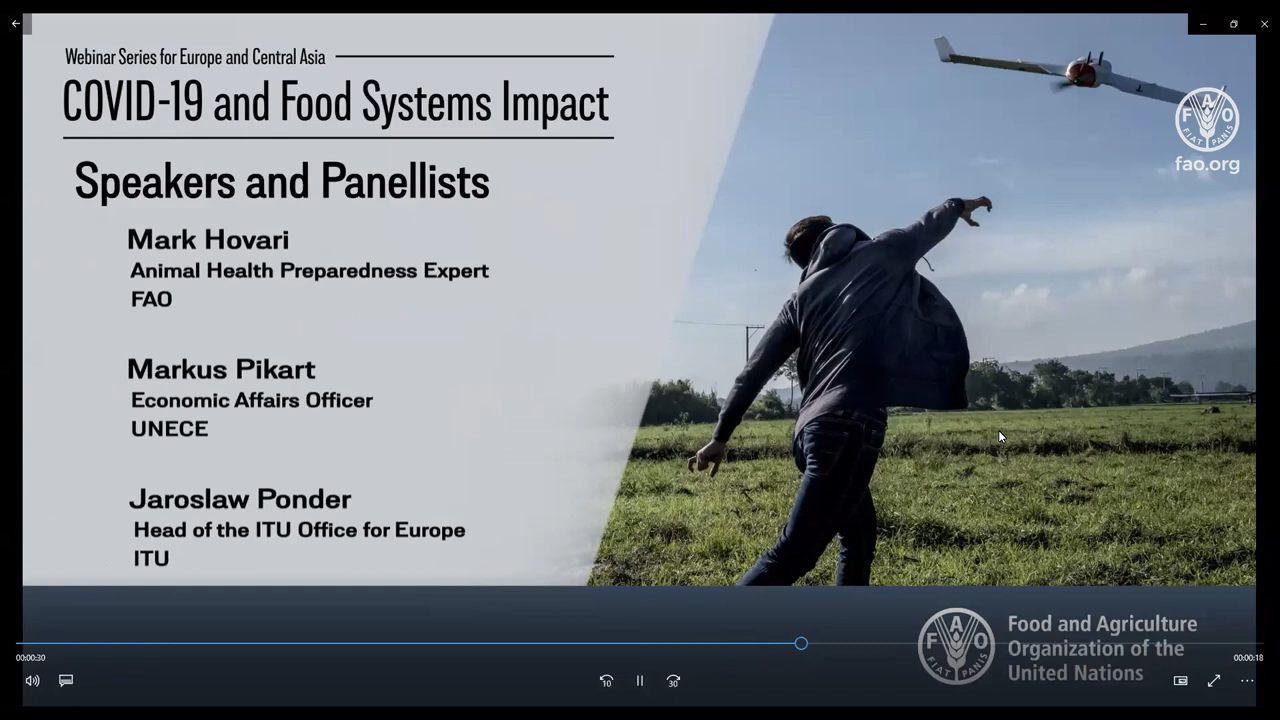 Webinar Series for Europe and Central Asia
COVID-19 and Food Systems Impact
Speakers and Panellists
Mark Hovari
Animal Health Preparedness Expert
FAO
Markus Pikart
Economic Affairs Officer
UNECE
Jaroslaw Ponder
Head of the ITU Office for Europe
ITU
F A O
FIAT PANIS
fao.org
F A O
FIAT PANIS
Food and Agriculture
Organization of the
United Nations
00:00:30
00:00:18
10
30